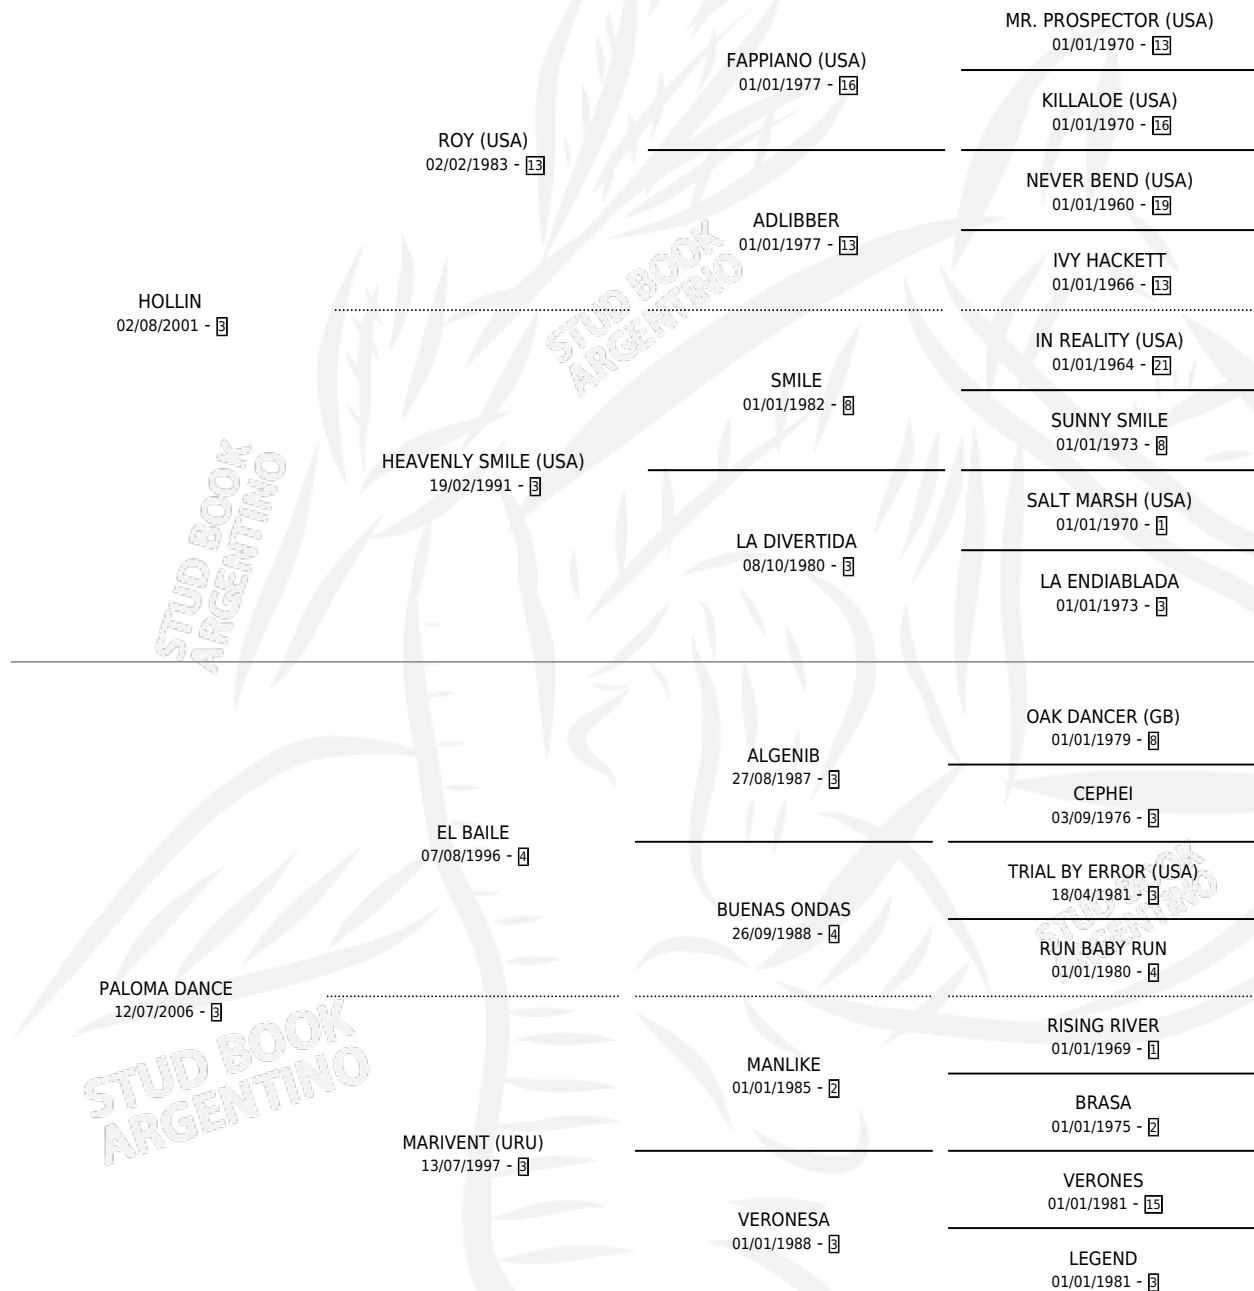 MR. PROSPECTOR (USA)
01/01/1970 - 13
FAPPIANO (USA)
01/01/1977 - 16
KILLALOE (USA)
01/01/1970 - 16
ROY (USA)
02/02/1983 - 13
NEVER BEND (USA)
01/01/1960 - 19
ADLIBBER
01/01/1977 - 13
IVY HACKETT
01/01/1966 - 13
HOLLIN
02/08/2001 - 3
IN REALITY (USA)
01/01/1964 - 21
SMILE
01/01/1982 - 8
SUNNY SMILE
01/01/1973 - 8
HEAVENLY SMILE (USA)
19/02/1991 - 3
SALT MARSH (USA)
01/01/1970 - 1
LA DIVERTIDA
08/10/1980 - 3
LA ENDIABLADA
01/01/1973 - 3
OAK DANCER (GB)
01/01/1979 - 8
ALGENIB
27/08/1987 - 3
CEPHEI
03/09/1976 - 3
EL BAILE
07/08/1996 - 4
TRIAL BY ERROR (USA)
18/04/1981 - 3
BUENAS ONDAS
26/09/1988 - 4
RUN BABY RUN
01/01/1980 - 4
PALOMA DANCE
12/07/2006 - 3
RISING RIVER
01/01/1969 - 1
MANLIKE
01/01/1985 - 2
BRASA
01/01/1975 - 2
MARIVENT (URU)
13/07/1997 - 3
VERONES
01/01/1981 - 15
VERONESA
01/01/1988 - 3
LEGEND
01/01/1981 - 3
STUD BOOK
ARGENTINO
STUD BOOK
ARGENTINO
STUD BOOK
ARGENTINO
STUD BOOK
ARGENTINO